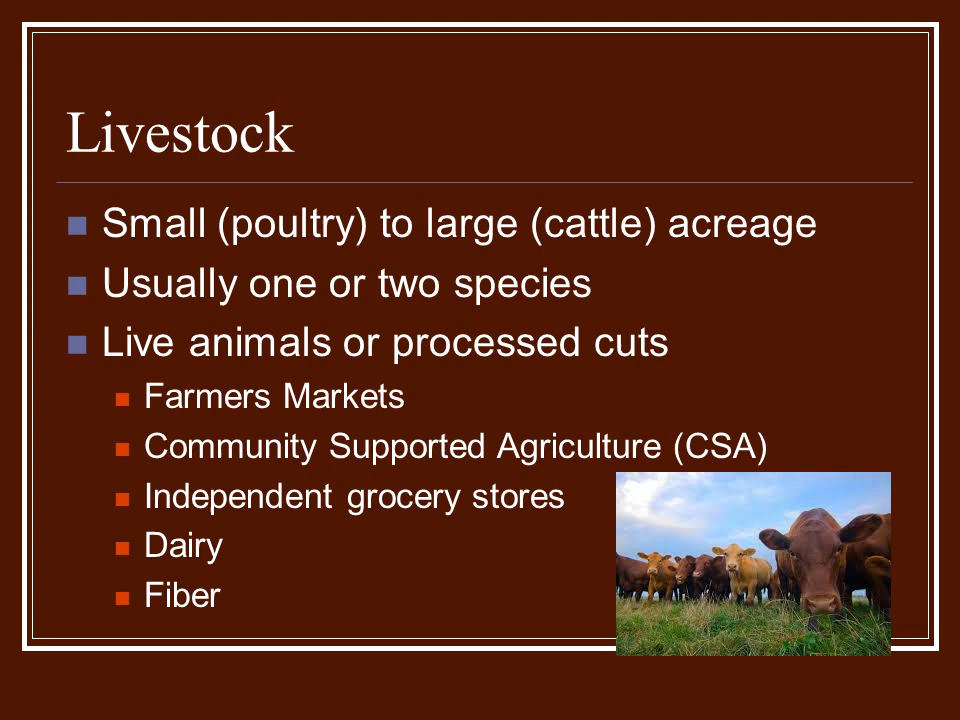 Livestock
Small (poultry) to large (cattle) acreage
Usually one or two species
Live animals or processed cuts
Farmers Markets
Community Supported Agriculture (CSA)
Independent grocery stores
Dairy
Fiber